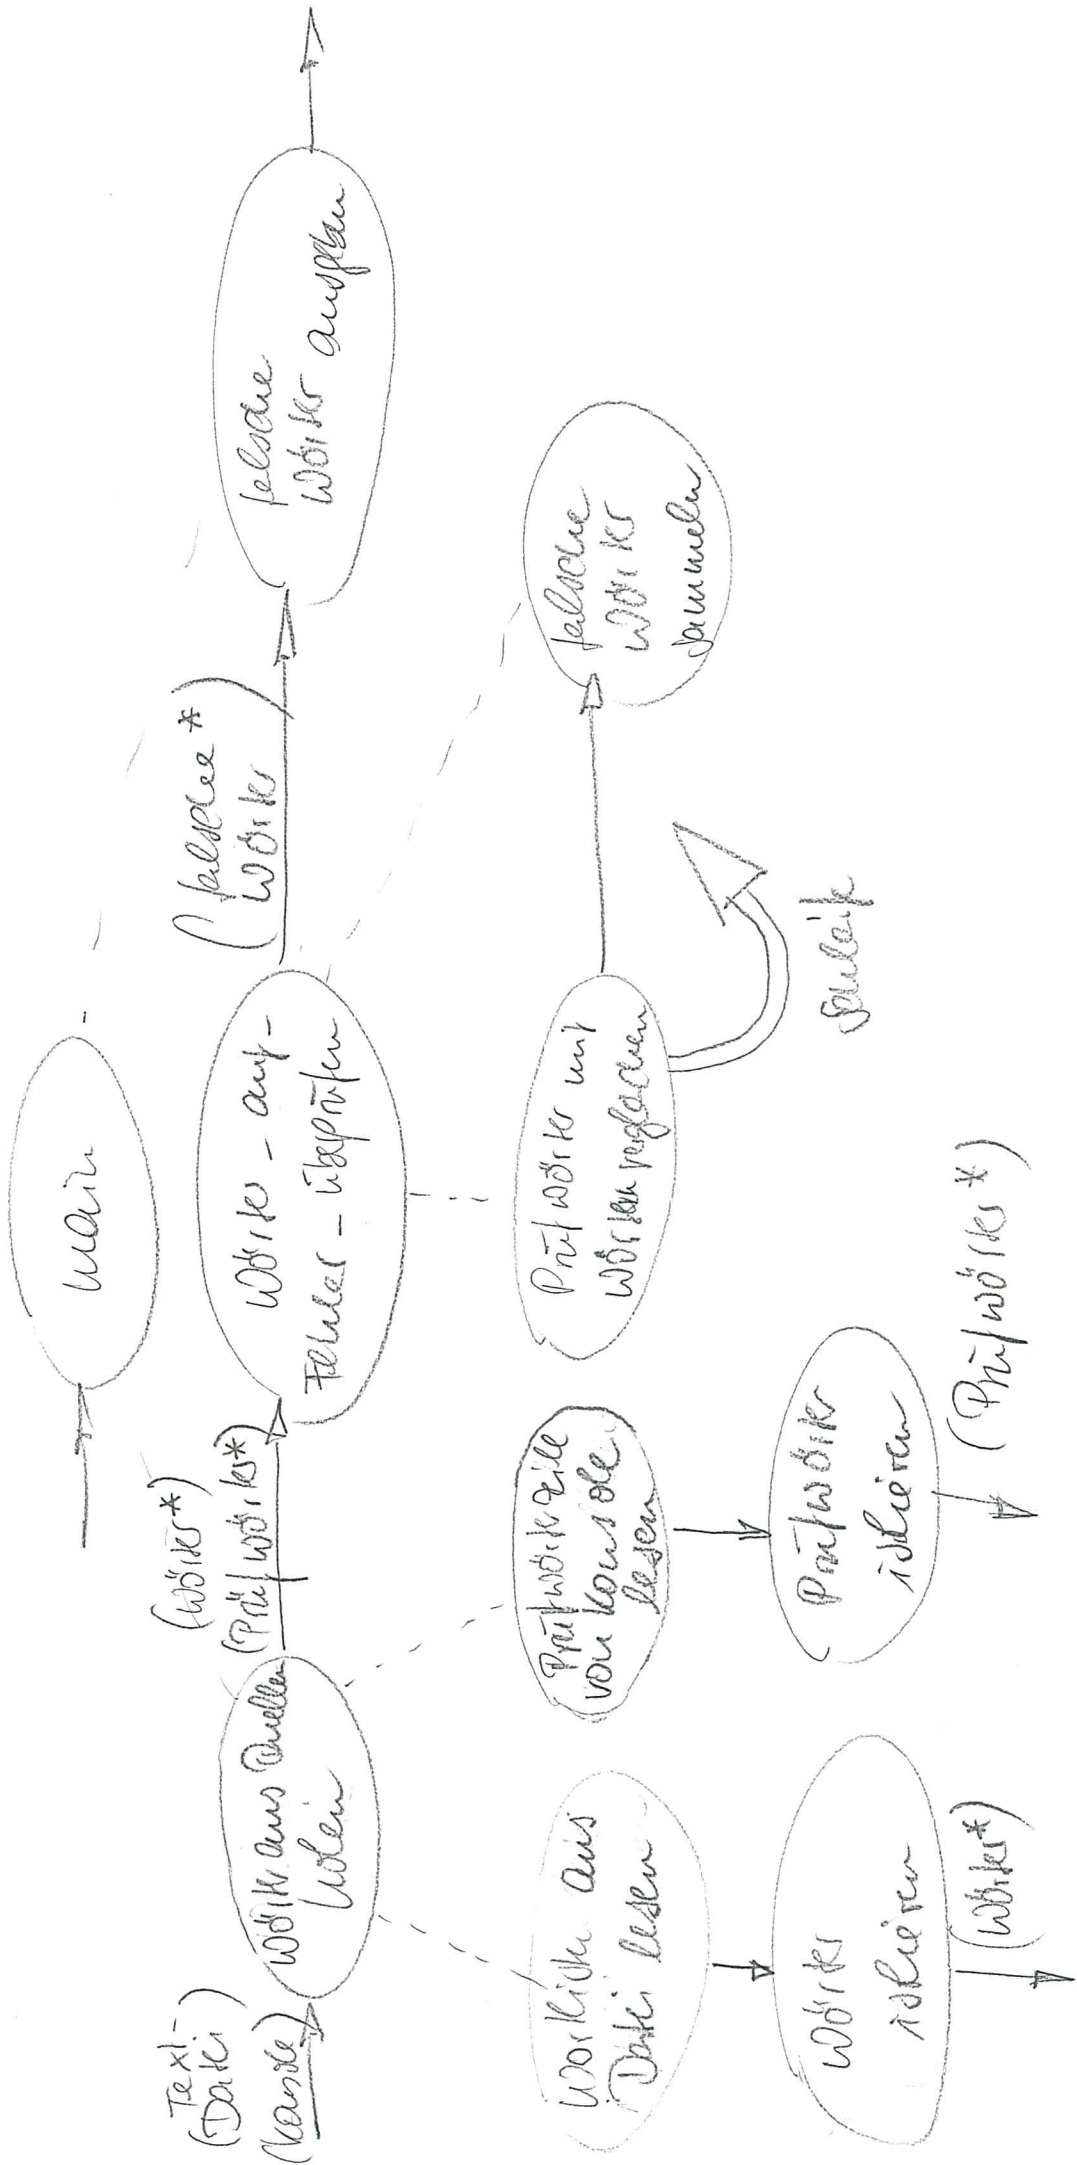 main
(Text-
Datei)
(Konsole)
Wörter aus Quellen
holen
(Wörter*)
(Prüfwörter*)
Wörter - auf -
Fehler - überprüfen
(falsche*)
Wörter
falsche
Wörter ausgeben
aus
Datei lesen
Wörter
isolieren
(Wörter*)
Prüfwörter
von Konsole
lesen
Prüfwörter
isolieren
(Prüfwörter*)
Prüfwörter mit
Wörtern vergleichen
Schleife
falsche
Wörter
sammeln